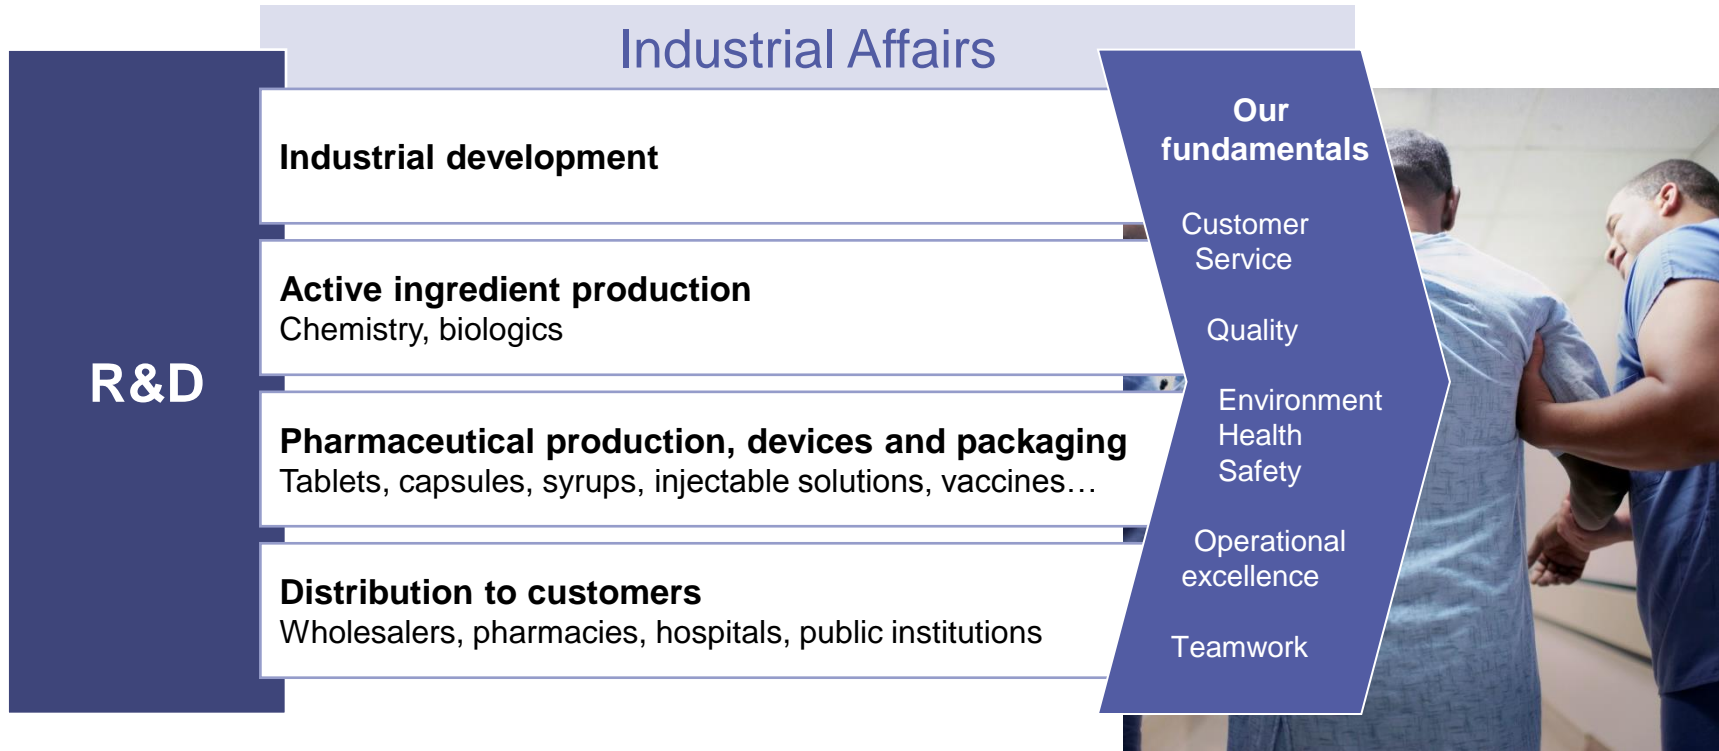 Industrial Affairs
R&D
Industrial development
Active ingredient production
Chemistry, biologics
Pharmaceutical production, devices and packaging
Tablets, capsules, syrups, injectable solutions, vaccines…
Distribution to customers
Wholesalers, pharmacies, hospitals, public institutions
Our
fundamentals
Customer
Service
Quality
Environment
Health
Safety
Operational
excellence
Teamwork